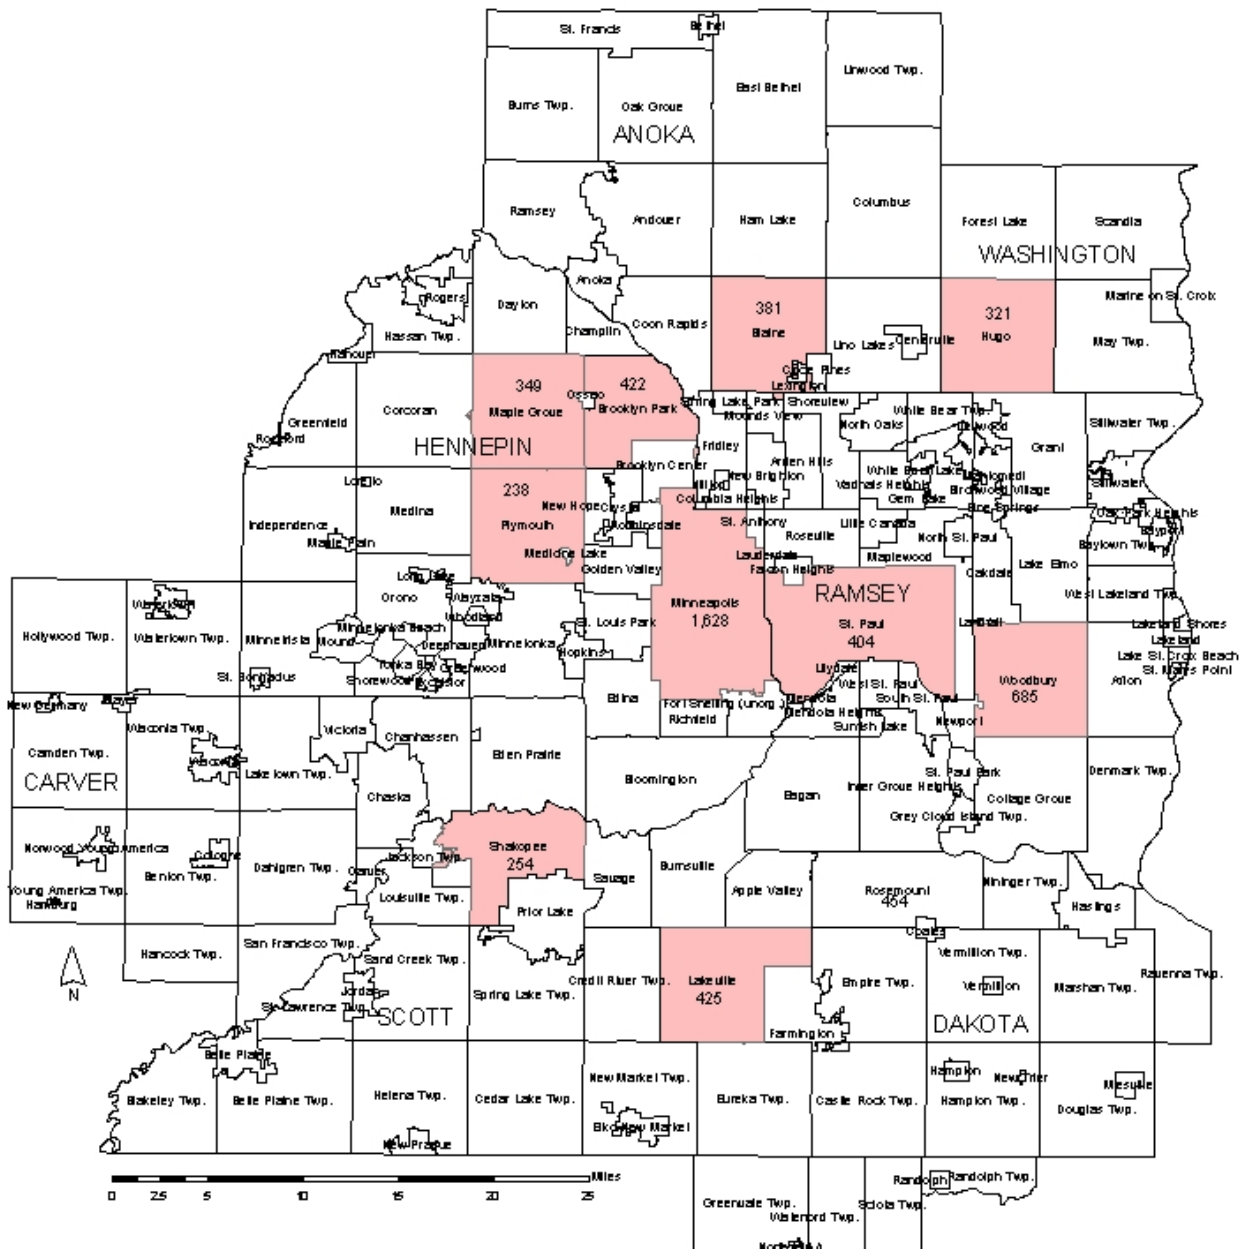 St. Francis
Bethel
Linwood Twp.
East Bethel
Burns Twp.
Oak Grove
ANOKA
Columbus
Ramsey
Andover
Ham Lake
Forest Lake
Scandia
WASHINGTON
Anoka
Rogers
Dayton
Marine on St. Croix
381
321
Coon Rapids
Champlin
Blaine
Hugo
Hassan Twp.
Lino Lakes
Centerville
May Twp.
Hanover
Circle Pines
Lexington
349
422
Osseo
Corcoran
Maple Grove
Brooklyn Park
Spring Lake Park
Shoreview
Mounds View
White Bear Twp.
Dellwood
North Oaks
Greenfield
Stillwater Twp.
Rockford
HENNEPIN
Fridley
Grant
Brooklyn Center
Arden Hills
New Brighton
White Bear Lake
Mahtomedi
Loretto
238
Hilltop
Vadnais Heights
Birchwood Village
Stillwater
Columbia Heights
Gem Lake
Medina
New Hope
Crystal
Pine Springs
Oak Park Heights
Independence
Plymouth
Robbinsdale
St. Anthony
Little Canada
Bayport
Roseville
North St. Paul
Maple Plain
Medicine Lake
Lauderdale
Maplewood
Baytown Twp.
Golden Valley
Falcon Heights
Lake Elmo
Long Lake
Oakdale
Orono
Wayzata
RAMSEY
West Lakeland Twp.
Watertown
Minneapolis
Woodland
1,628
St. Paul
Landfall
Lakeland Shores
Hollywood Twp.
Watertown Twp.
Minnetrista
Minnetonka Beach
St. Louis Park
404
Lakeland
Mound
Deephaven
Minnetonka
Hopkins
Lake St. Croix Beach
Tonka Bay
Greenwood
Lilydale
St. Marys Point
St. Bonifacius
Shorewood
Excelsior
West St. Paul
Woodbury
Afton
New Germany
Mayer
Edina
Fort Snelling (unorg.)
Mendota
South St. Paul
685
Richfield
Mendota Heights
Newport
Waconia Twp.
Victoria
Chanhassen
Sunfish Lake
Camden Twp.
Waconia
Eden Prairie
Laketown Twp.
Bloomington
St. Paul Park
Denmark Twp.
CARVER
Chaska
Eagan
Inver Grove Heights
Cottage Grove
Grey Cloud Island Twp.
Norwood Young America
Cologne
Shakopee
Jackson Twp.
254
Benton Twp.
Dahlgren Twp.
Carver
Savage
Burnsville
Young America Twp.
Louisville Twp.
Apple Valley
Rosemount
454
Nininger Twp.
Hamburg
Prior Lake
Hastings
Coates
Hancock Twp.
San Francisco Twp.
Sand Creek Twp.
Vermillion Twp.
N
Credit River Twp.
Lakeville
425
Empire Twp.
Ravenna Twp.
Jordan
Spring Lake Twp.
Vermillion
Marshan Twp.
St. Lawrence Twp.
SCOTT
Farmington
DAKOTA
Belle Plaine
New Market Twp.
Hampton
New Trier
Miesville
Blakeley Twp.
Belle Plaine Twp.
Helena Twp.
Cedar Lake Twp.
Eureka Twp.
Castle Rock Twp.
Hampton Twp.
Douglas Twp.
Elko New Market
New Prague
Miles
0 2.5 5 10 15 20 25
Randolph
Randolph Twp.
Greenvale Twp.
Sciota Twp.
Waterford Twp.